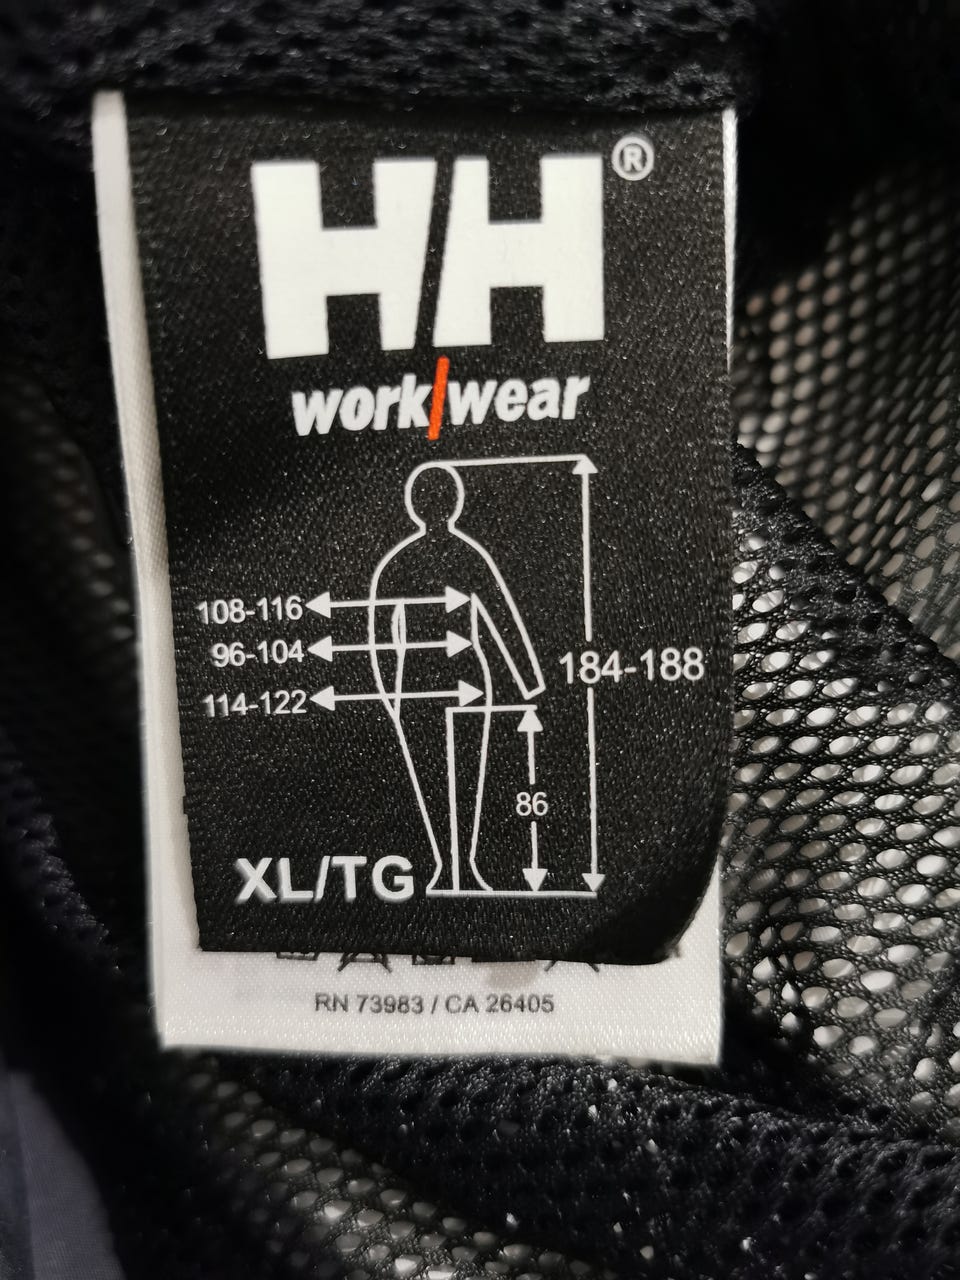 HH®
work/wear
108-116
96-104
184-188
114-122
86
XL/TG
RN 73983 / CA 26405